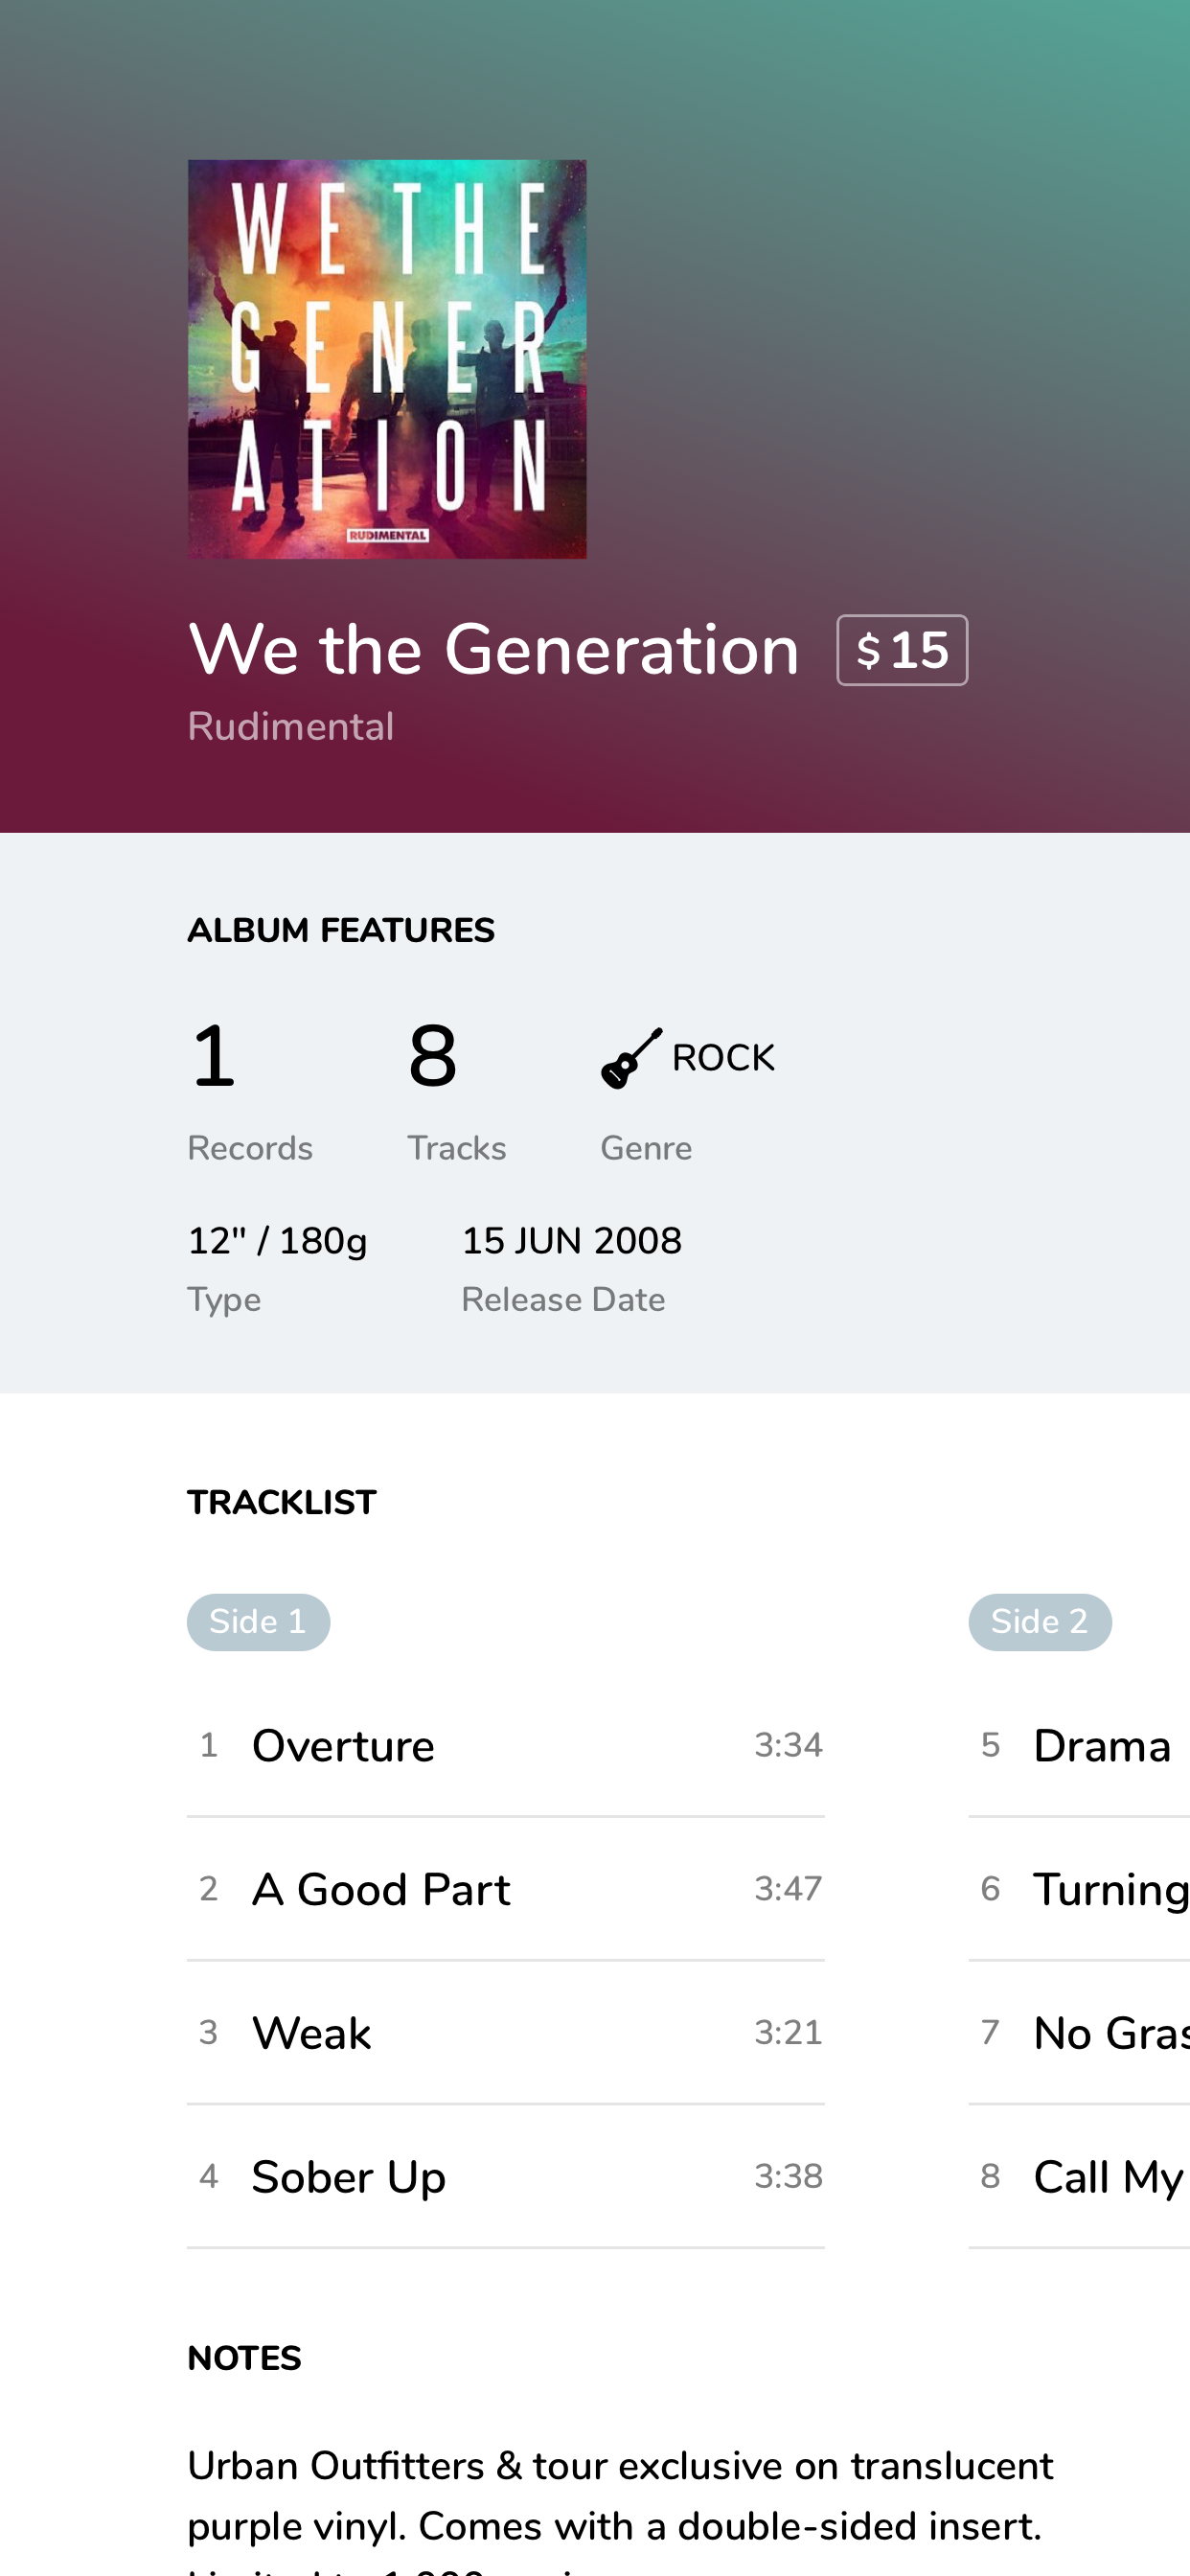 WE THE
GENER
ATION
RUDIMENTAL
We the Generation $ 15
Rudimental
ALBUM FEATURES
1 8 ROCK
Records Tracks Genre
12" / 180g 15 JUN 2008
Type Release Date
TRACKLIST
Side 1
1 Overture 3:34
2 A Good Part 3:47
3 Weak 3:21
4 Sober Up 3:38
Side 2
5 Drama
6 Turning
7 No Gras
8 Call My
NOTES
Urban Outfitters & tour exclusive on translucent
purple vinyl. Comes with a double-sided insert.